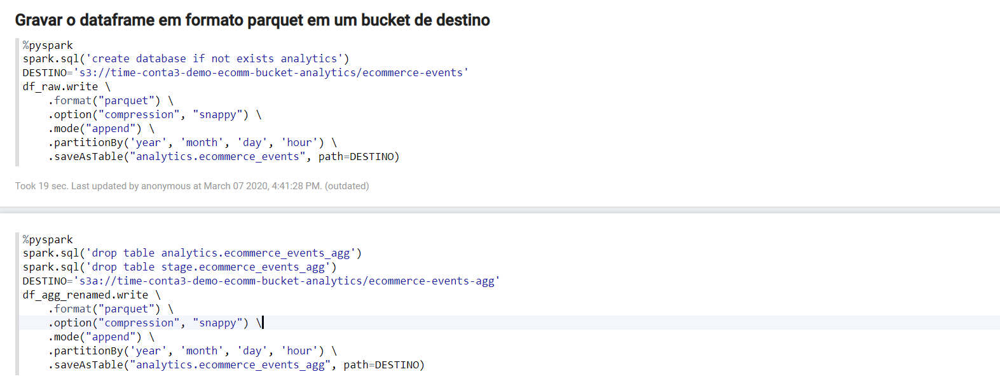 Gravar o dataframe em formato parquet em um bucket de destino
%pyspark
spark.sql('create database if not exists analytics')
DESTINO='s3://time-conta3-demo-ecomm-bucket-analytics/ecommerce-events'
df_raw.write \
    .format("parquet") \
    .option("compression", "snappy") \
    .mode("append") \
    .partitionBy('year', 'month', 'day', 'hour') \
    .saveAsTable("analytics.ecommerce_events", path=DESTINO)
Took 19 sec. Last updated by anonymous at March 07 2020, 4:41:28 PM. (outdated)
%pyspark
spark.sql('drop table analytics.ecommerce_events_agg')
spark.sql('drop table stage.ecommerce_events_agg')
DESTINO='s3a://time-conta3-demo-ecomm-bucket-analytics/ecommerce-events-agg'
df_agg_renamed.write \
    .format("parquet") \
    .option("compression", "snappy") \
    .mode("append") \
    .partitionBy('year', 'month', 'day', 'hour') \
    .saveAsTable("analytics.ecommerce_events_agg", path=DESTINO)